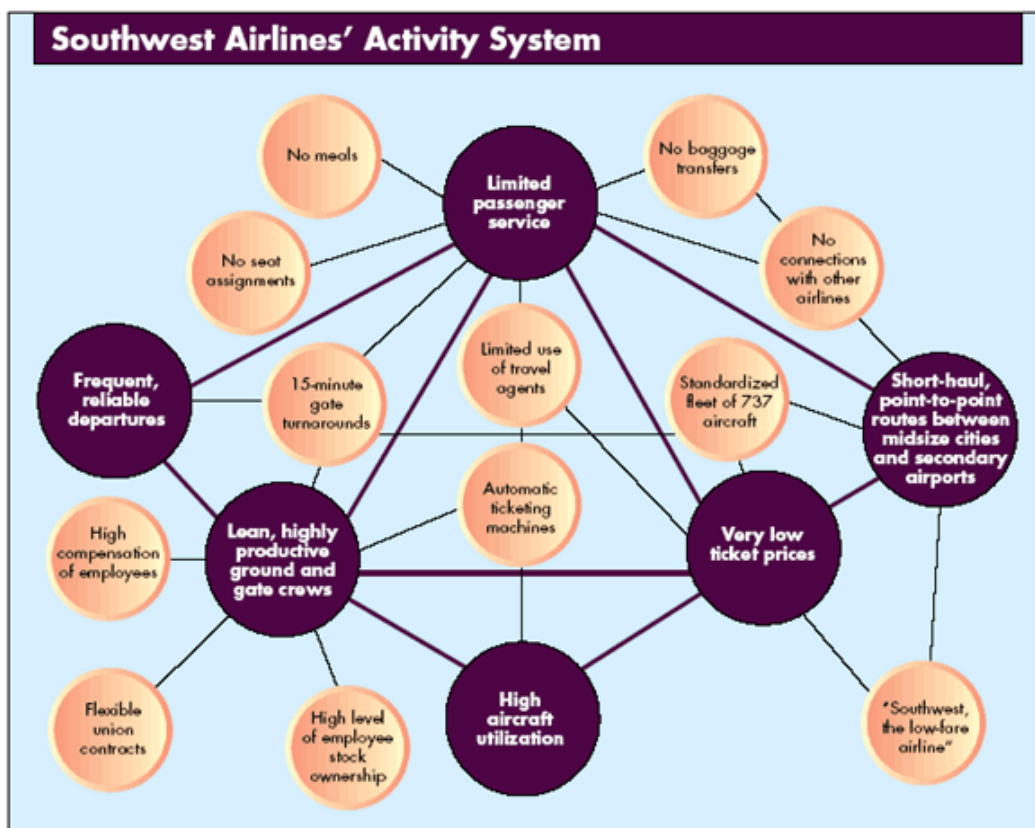 Southwest Airlines’ Activity System
No meals
Limited
passenger
service
No baggage
transfers
No seat
assignments
No
connections
with other
airlines
Frequent,
reliable
departures
15-minute
gate
turnarounds
Limited use
of travel
agents
Standardized
fleet of 737
aircraft
Short-haul,
point-to-point
routes between
midsize cities
and secondary
airports
High
compensation
of employees
Lean, highly
productive
ground and
gate crews
Automatic
ticketing
machines
Very low
ticket prices
Flexible
union
contracts
High level
of employee
stock
ownership
High
aircraft
utilization
“Southwest,
the low-fare
airline”